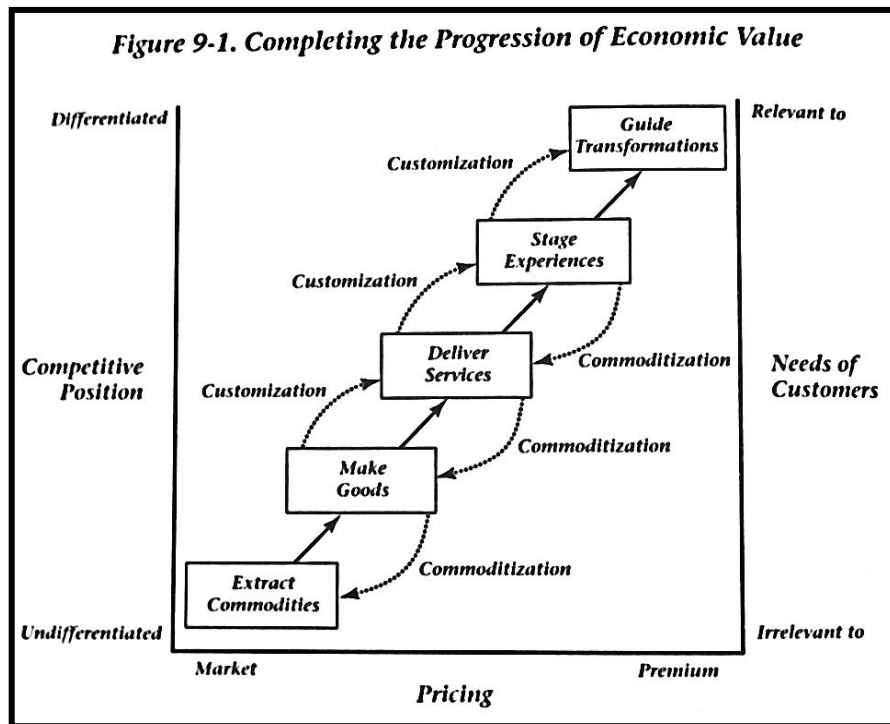 Figure 9-1. Completing the Progression of Economic Value
Differentiated
Relevant to
Guide
Transformations
Customization
Stage
Experiences
Customization
Competitive
Position
Deliver
Services
Commoditization
Needs of
Customers
Customization
Commoditization
Make
Goods
Commoditization
Extract
Commodities
Undifferentiated
Irrelevant to
Market
Premium
Pricing